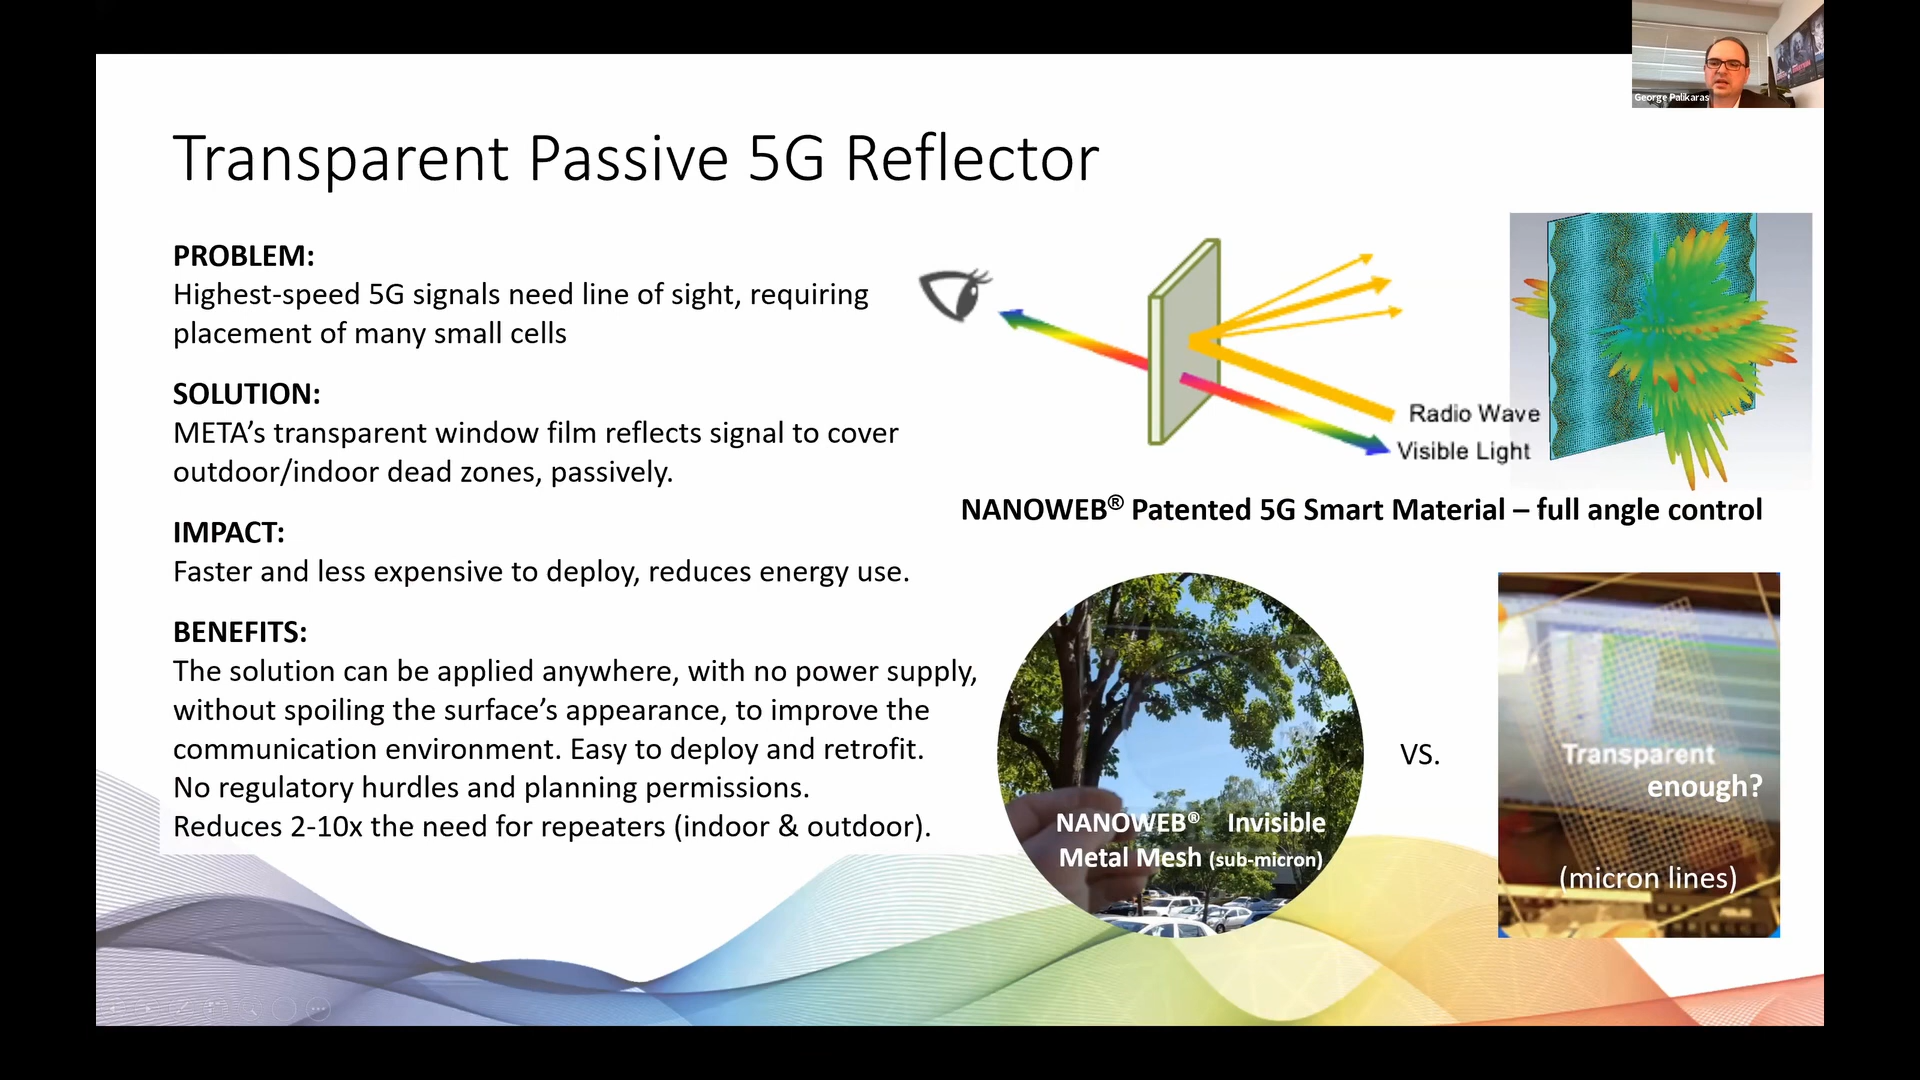 George Palikaras
Transparent Passive 5G Reflector
PROBLEM:
Highest-speed 5G signals need line of sight, requiring
placement of many small cells
SOLUTION:
META’s transparent window film reflects signal to cover
outdoor/indoor dead zones, passively.
IMPACT:
Faster and less expensive to deploy, reduces energy use.
BENEFITS:
The solution can be applied anywhere, with no power supply,
without spoiling the surface’s appearance, to improve the
communication environment. Easy to deploy and retrofit.
No regulatory hurdles and planning permissions.
Reduces 2-10x the need for repeaters (indoor & outdoor).
Radio Wave
Visible Light
NANOWEB® Patented 5G Smart Material – full angle control
NANOWEB® Invisible
Metal Mesh (sub-micron)
VS.
Transparent
enough?
(micron lines)